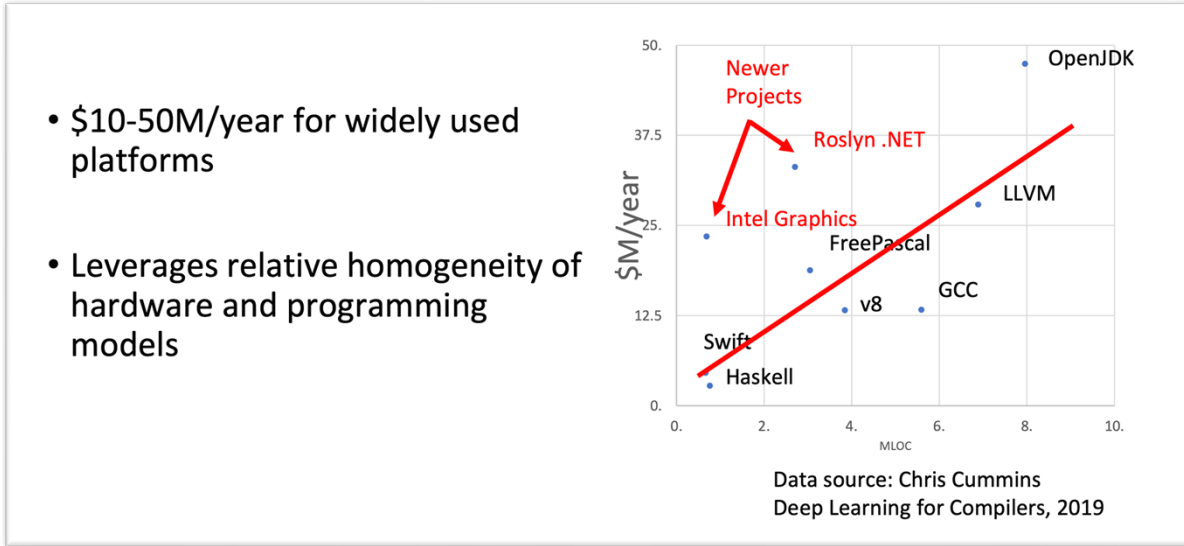 • $10-50M/year for widely used
platforms
• Leverages relative homogeneity of
hardware and programming
models
50.
37.5
25.
12.5
0.
$M/year
0.
2.
4.
6.
8.
10.
MLOC
Newer
Projects
OpenJDK
Roslyn .NET
LLVM
Intel Graphics
FreePascal
GCC
v8
Swift
Haskell
Data source: Chris Cummins
Deep Learning for Compilers, 2019